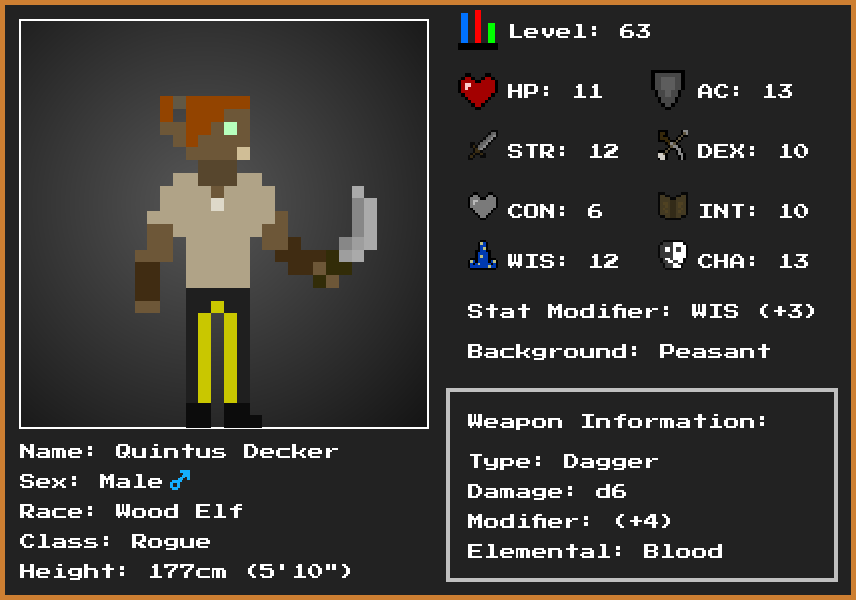 Level: 63
HP: 11
AC: 13
STR: 12
DEX: 10
CON: 6
INT: 10
WIS: 12
CHA: 13
Stat Modifier: WIS (+3)
Background: Peasant
Weapon Information:
Type: Dagger
Damage: d6
Modifier: (+4)
Elemental: Blood
Name: Quintus Decker
Sex: Male♂
Race: Wood Elf
Class: Rogue
Height: 177cm (5'10")